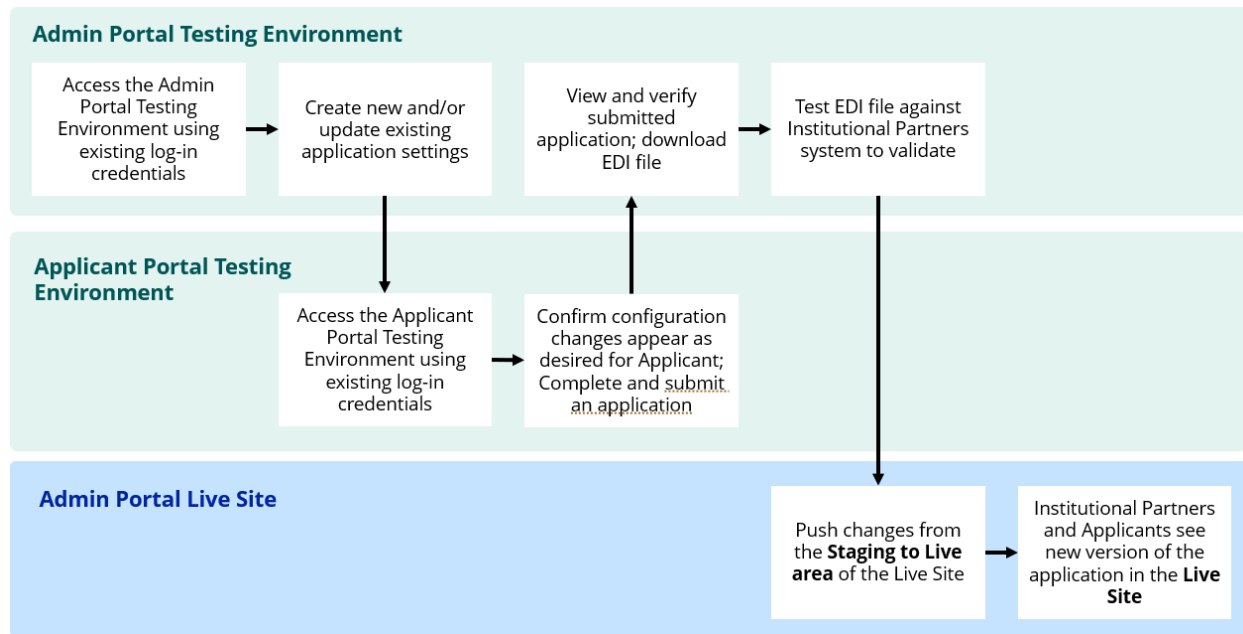 Admin Portal Testing Environment
Access the Admin
Portal Testing
Environment using
existing log-in
credentials
Create new and/or
update existing
application settings
View and verify
submitted
application; download
EDI file
Test EDI file against
Institutional Partners
system to validate
Applicant Portal Testing
Environment
Access the Applicant
Portal Testing
Environment using
existing log-in
credentials
Confirm configuration
changes appear as
desired for Applicant;
Complete and submit
an application
Admin Portal Live Site
Push changes from
the Staging to Live
area of the Live Site
Institutional Partners
and Applicants see
new version of the
application in the Live
Site